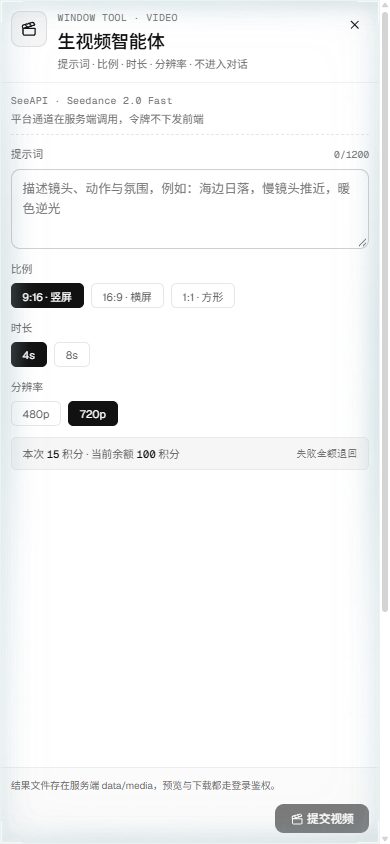 WINDOW TOOL · VIDEO
生视频智能体
提示词 · 比例 · 时长 · 分辨率 · 不进入对话
SeeAPI · Seedance 2.0 Fast
平台通道在服务端调用，令牌不下发前端
提示词 0/1200
描述镜头、动作与氛围，例如：海边日落，慢镜头推近，暖
色逆光
比例
9:16 · 竖屏 16:9 · 横屏 1:1 · 方形
时长
4s 8s
分辨率
480p 720p
本次 15 积分 · 当前余额 100 积分 失败全额退回
结果文件存在服务端 data/media，预览与下载都走登录鉴权。
提交视频